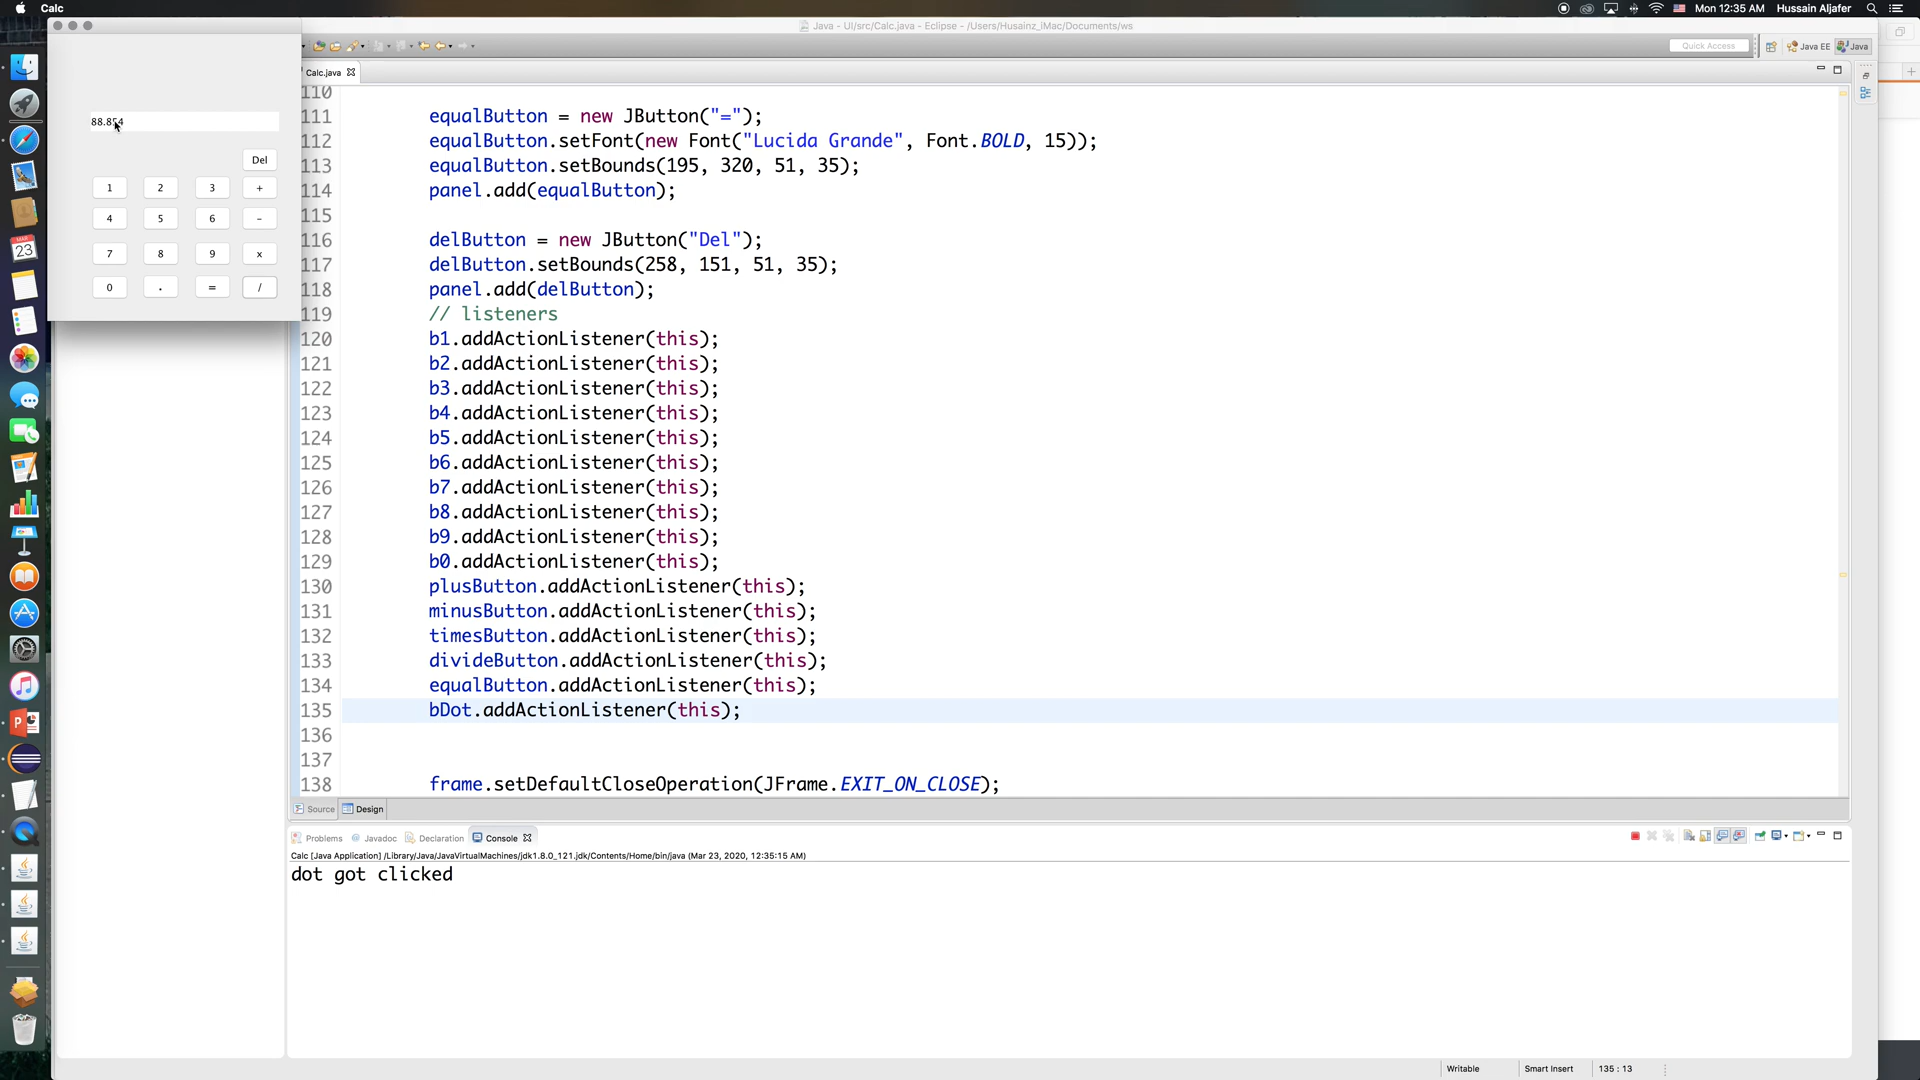 Calc
Mon 12:35 AM
Hussain Aljafer
Java - UI/src/Calc.java - Eclipse - /Users/Husainz_iMac/Documents/ws
Quick Access
Java EE
Java
Calc.java
Del
1 2 3 +
4 5 6 -
7 8 9 x
0 . = /
110
111 equalButton = new JButton("=");
112 equalButton.setFont(new Font("Lucida Grande", Font.BOLD, 15));
113 equalButton.setBounds(195, 320, 51, 35);
114 panel.add(equalButton);
115
116 delButton = new JButton("Del");
117 delButton.setBounds(258, 151, 51, 35);
118 panel.add(delButton);
119 // listeners
120 b1.addActionListener(this);
121 b2.addActionListener(this);
122 b3.addActionListener(this);
123 b4.addActionListener(this);
124 b5.addActionListener(this);
125 b6.addActionListener(this);
126 b7.addActionListener(this);
127 b8.addActionListener(this);
128 b9.addActionListener(this);
129 b0.addActionListener(this);
130 plusButton.addActionListener(this);
131 minusButton.addActionListener(this);
132 timesButton.addActionListener(this);
133 divideButton.addActionListener(this);
134 equalButton.addActionListener(this);
135 bDot.addActionListener(this);
136
137
138 frame.setDefaultCloseOperation(JFrame.EXIT_ON_CLOSE);
Source Design
Problems Javadoc Declaration Console
Calc [Java Application] /Library/Java/JavaVirtualMachines/jdk1.8.0_121.jdk/Contents/Home/bin/java (Mar 23, 2020, 12:35:15 AM)
dot got clicked
Writable
Smart Insert
135 : 13
23